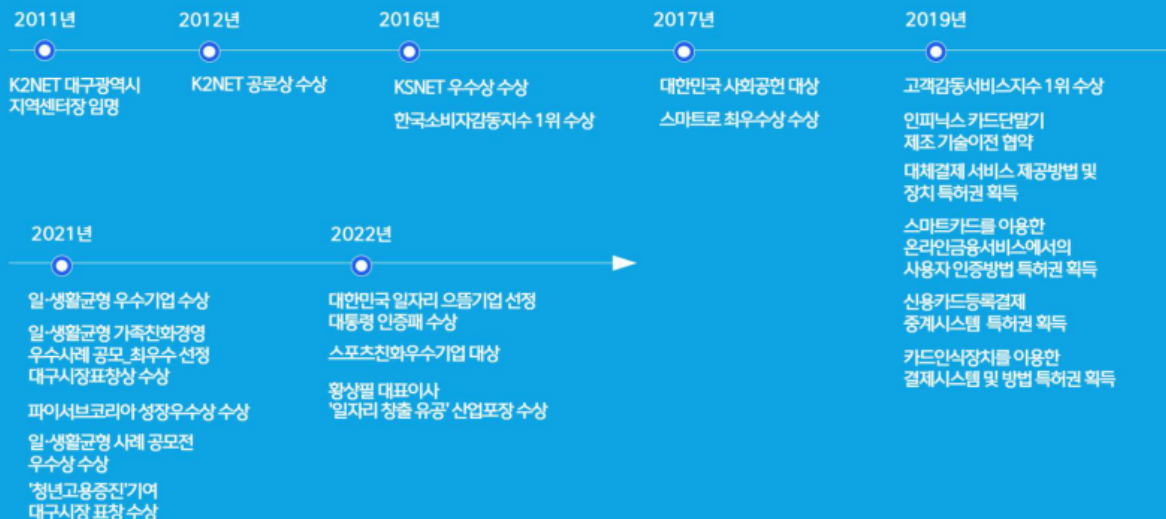 2011년
K2NET 대구광역시
지역센터장 임명
2012년
K2NET 공로상 수상
2016년
KSNET 우수상 수상
한국소비자감동지수 1위 수상
2017년
대한민국 사회공헌 대상
스마트로 최우수상 수상
2019년
고객감동서비스지수 1위 수상
인피닉스 카드단말기
제조 기술이전 협약
대체결제 서비스 제공방법 및
장치 특허권 획득
스마트카드를 이용한
온라인금융서비스에서의
사용자 인증방법 특허권 획득
신용카드등록결제
중계시스템 특허권 획득
카드인식장치를 이용한
결제시스템 및 방법 특허권 획득
2021년
일·생활균형 우수기업 수상
일·생활균형 가족친화경영
우수사례 공모_최우수 선정
대구시장표창상 수상
파이서브코리아 성장우수상 수상
일·생활균형 사례 공모전
우수상 수상
'청년고용증진'기여
대구시장 표창 수상
2022년
대한민국 일자리 으뜸기업 선정
대통령 인증패 수상
스포츠친화우수기업 대상
황상필 대표이사
'일자리 창출 유공' 산업포장 수상